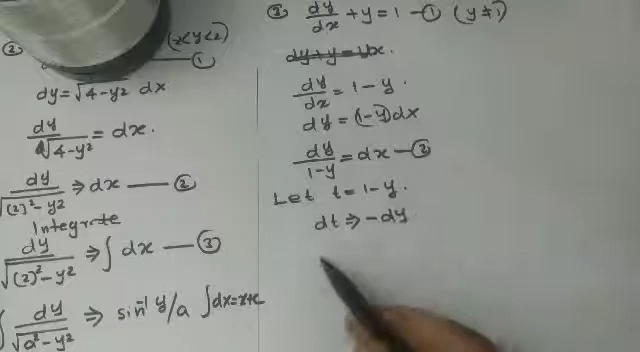 ② (-2<y<2)
——— ①
dy = √4-y² dx
dy/√4-y² = dx.
dy/√(2)²-y² ⇒ dx —— ②
Integrate
dy/√(2)²-y² ⇒ ∫ dx — ③
∫ dy/√a²-y² ⇒ sin⁻¹ y/a ∫dx=x+c
③ dy/dx + y = 1 -① (y≠1)
dy/dx = 1-y.
dy = (1-y)dx
dy/1-y = dx -②
Let t = 1-y.
dt ⇒ -dy